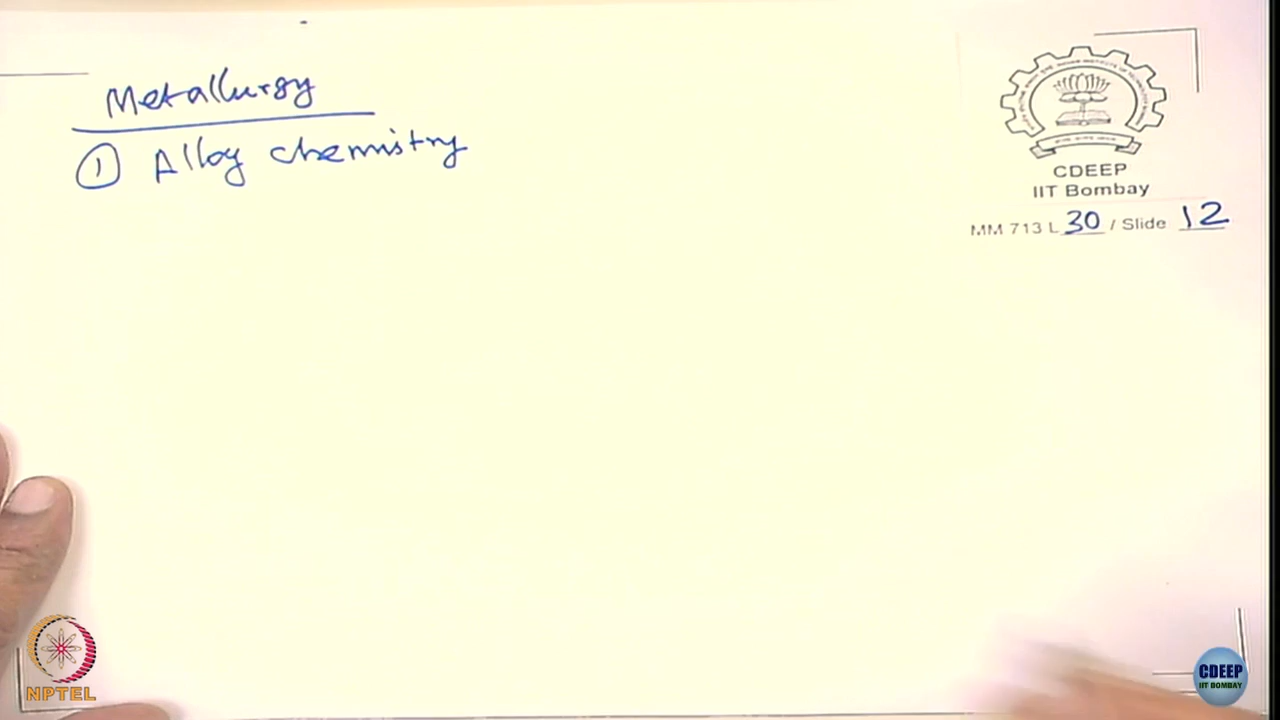 Metallurgy
① Alloy chemistry
CDEEP
IIT Bombay
MM 713 L 30 / Slide 12
NPTEL
CDEEP
IIT BOMBAY